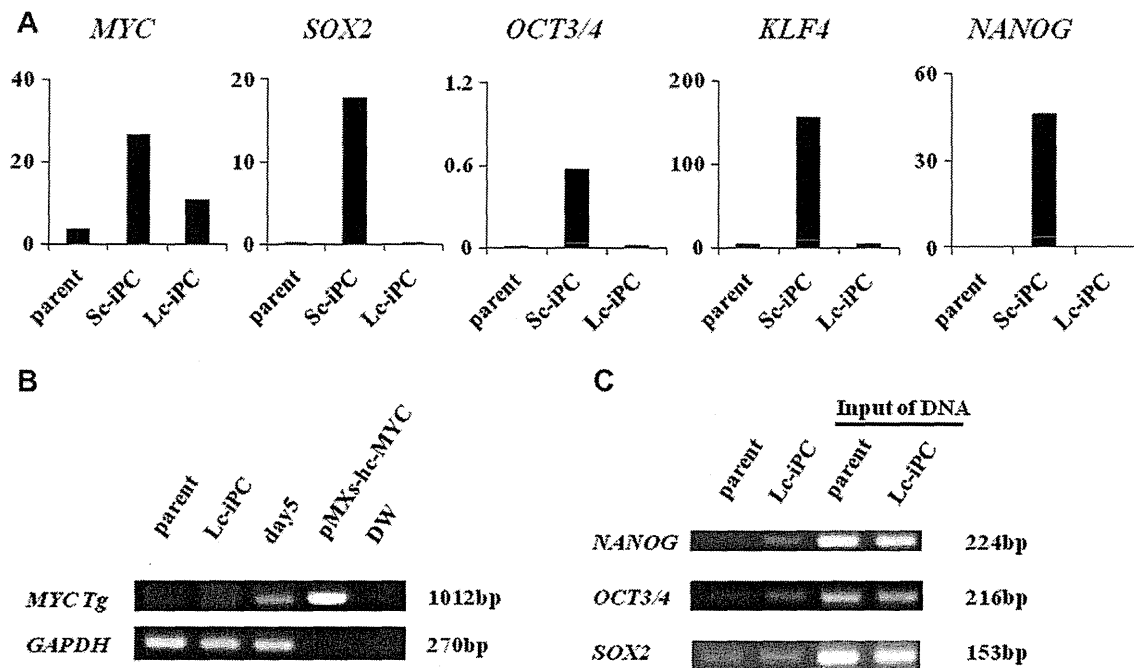 A
MYC SOX2 OCT3/4 KLF4 NANOG
40 20 1.2 200 60
20 10 0.6 100 30
0 0 0 0 0
parent Sc-iPC Lc-iPC parent Sc-iPC Lc-iPC parent Sc-iPC Lc-iPC parent Sc-iPC Lc-iPC parent Sc-iPC Lc-iPC
B
parent Lc-iPC day5 pMXs-hc-MYC DW
MYC Tg 1012bp
GAPDH 270bp
C
Input of DNA
parent Lc-iPC parent Lc-iPC
NANOG 224bp
OCT3/4 216bp
SOX2 153bp